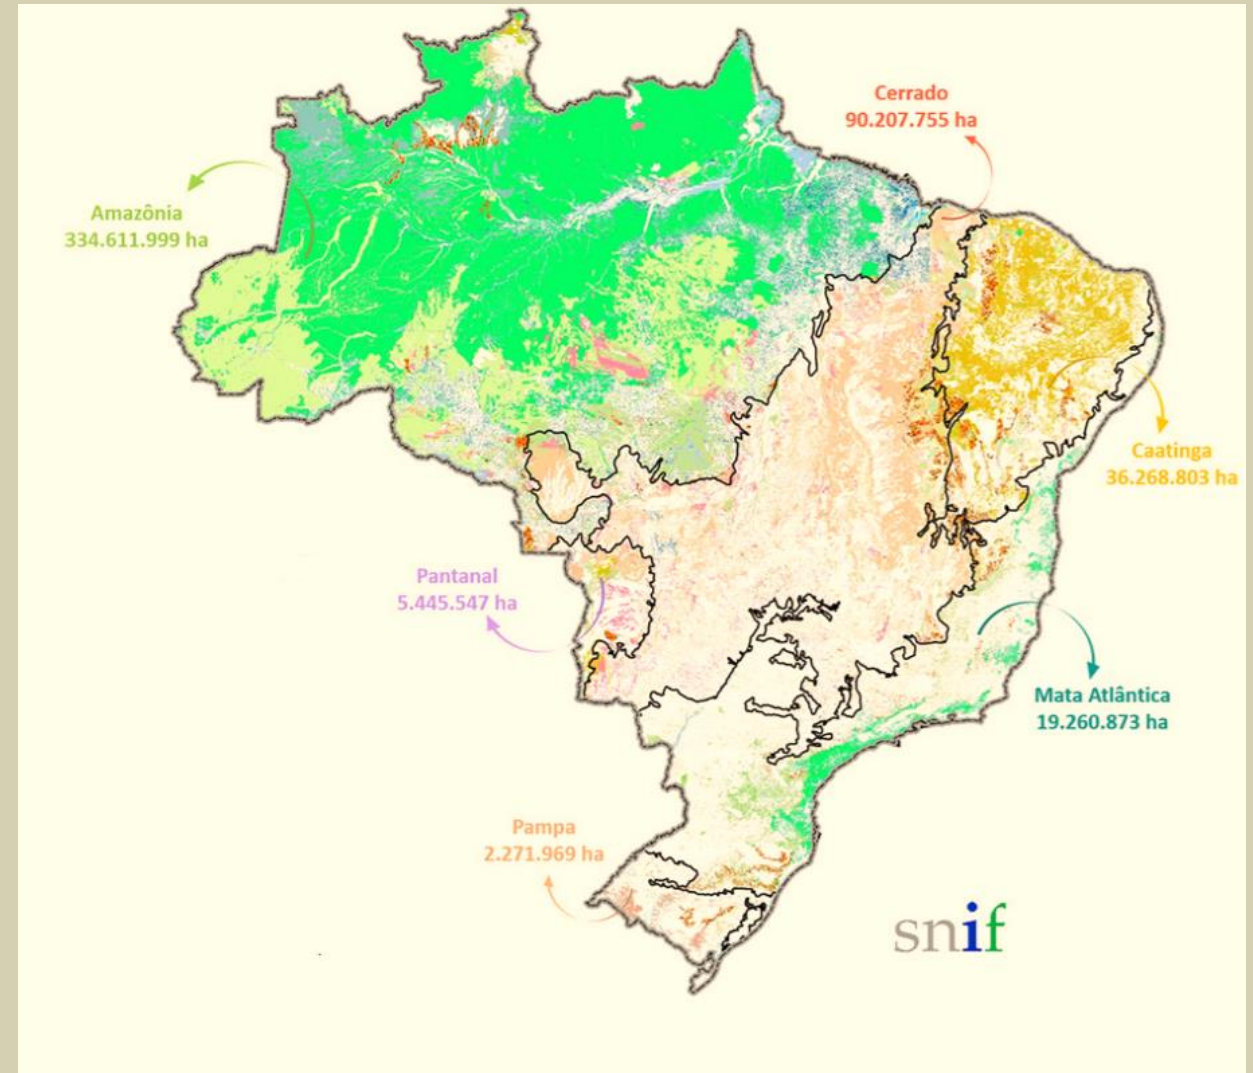 Cerrado
90.207.755 ha
Amazônia
334.611.999 ha
Caatinga
36.268.803 ha
Pantanal
5.445.547 ha
Mata Atlântica
19.260.873 ha
Pampa
2.271.969 ha
snif